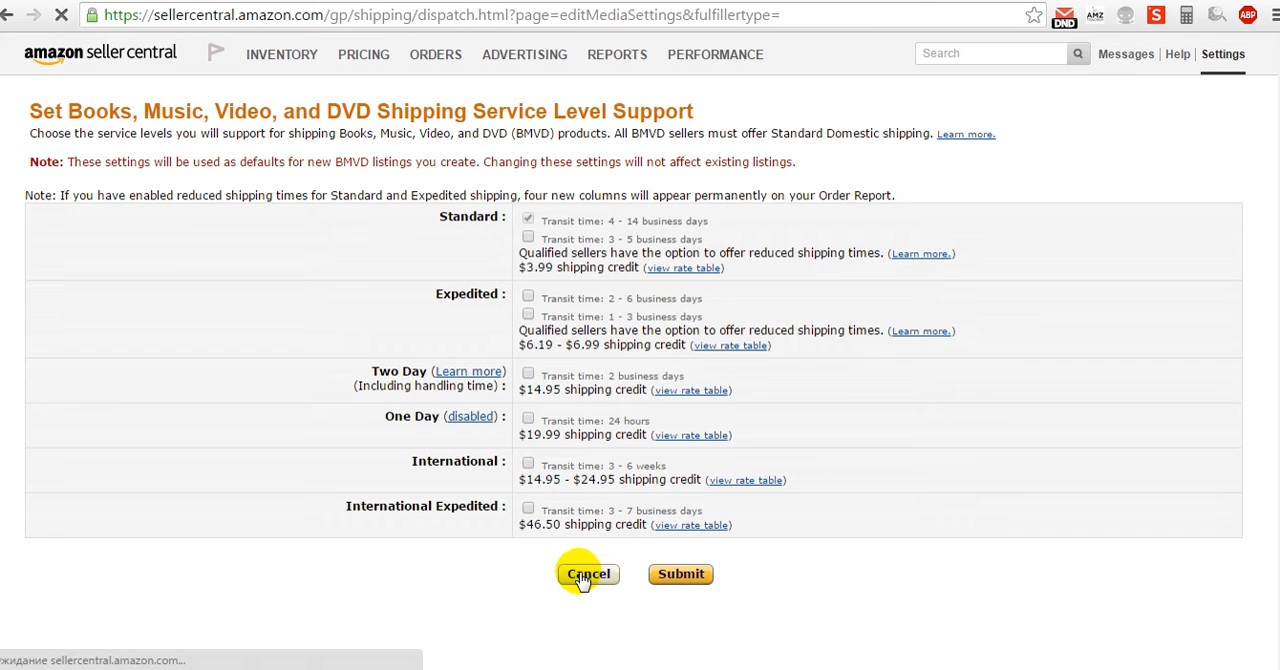 https://sellercentral.amazon.com/gp/shipping/dispatch.html?page=editMediaSettings&fulfillertype=
DND AMZ S ABP
amazon seller central INVENTORY PRICING ORDERS ADVERTISING REPORTS PERFORMANCE Search Messages | Help | Settings
Set Books, Music, Video, and DVD Shipping Service Level Support
Choose the service levels you will support for shipping Books, Music, Video, and DVD (BMVD) products. All BMVD sellers must offer Standard Domestic shipping. Learn more.
Note: These settings will be used as defaults for new BMVD listings you create. Changing these settings will not affect existing listings.
Note: If you have enabled reduced shipping times for Standard and Expedited shipping, four new columns will appear permanently on your Order Report.
Standard : Transit time: 4 - 14 business days
Transit time: 3 - 5 business days
Qualified sellers have the option to offer reduced shipping times. (Learn more.)
$3.99 shipping credit (view rate table)
Expedited : Transit time: 2 - 6 business days
Transit time: 1 - 3 business days
Qualified sellers have the option to offer reduced shipping times. (Learn more.)
$6.19 - $6.99 shipping credit (view rate table)
Two Day (Learn more) Transit time: 2 business days
(Including handling time) : $14.95 shipping credit (view rate table)
One Day (disabled) : Transit time: 24 hours
$19.99 shipping credit (view rate table)
International : Transit time: 3 - 6 weeks
$14.95 - $24.95 shipping credit (view rate table)
International Expedited : Transit time: 3 - 7 business days
$46.50 shipping credit (view rate table)
Cancel Submit
жидание sellercentral.amazon.com...